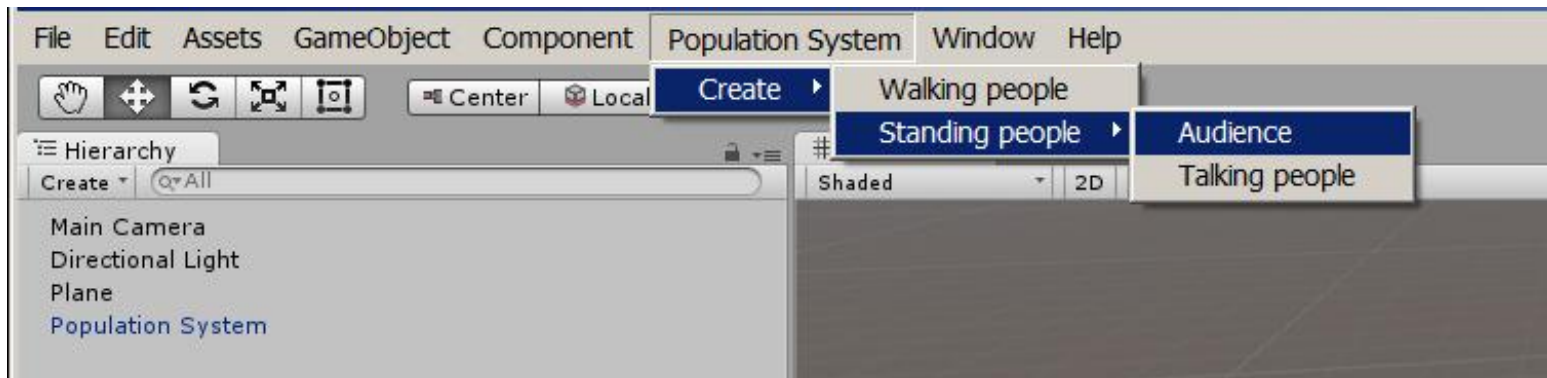 File Edit Assets GameObject Component Population System Window Help
Center Local Create Walking people
Standing people Audience
Hierarchy
Create All Shaded 2D Talking people
Main Camera
Directional Light
Plane
Population System